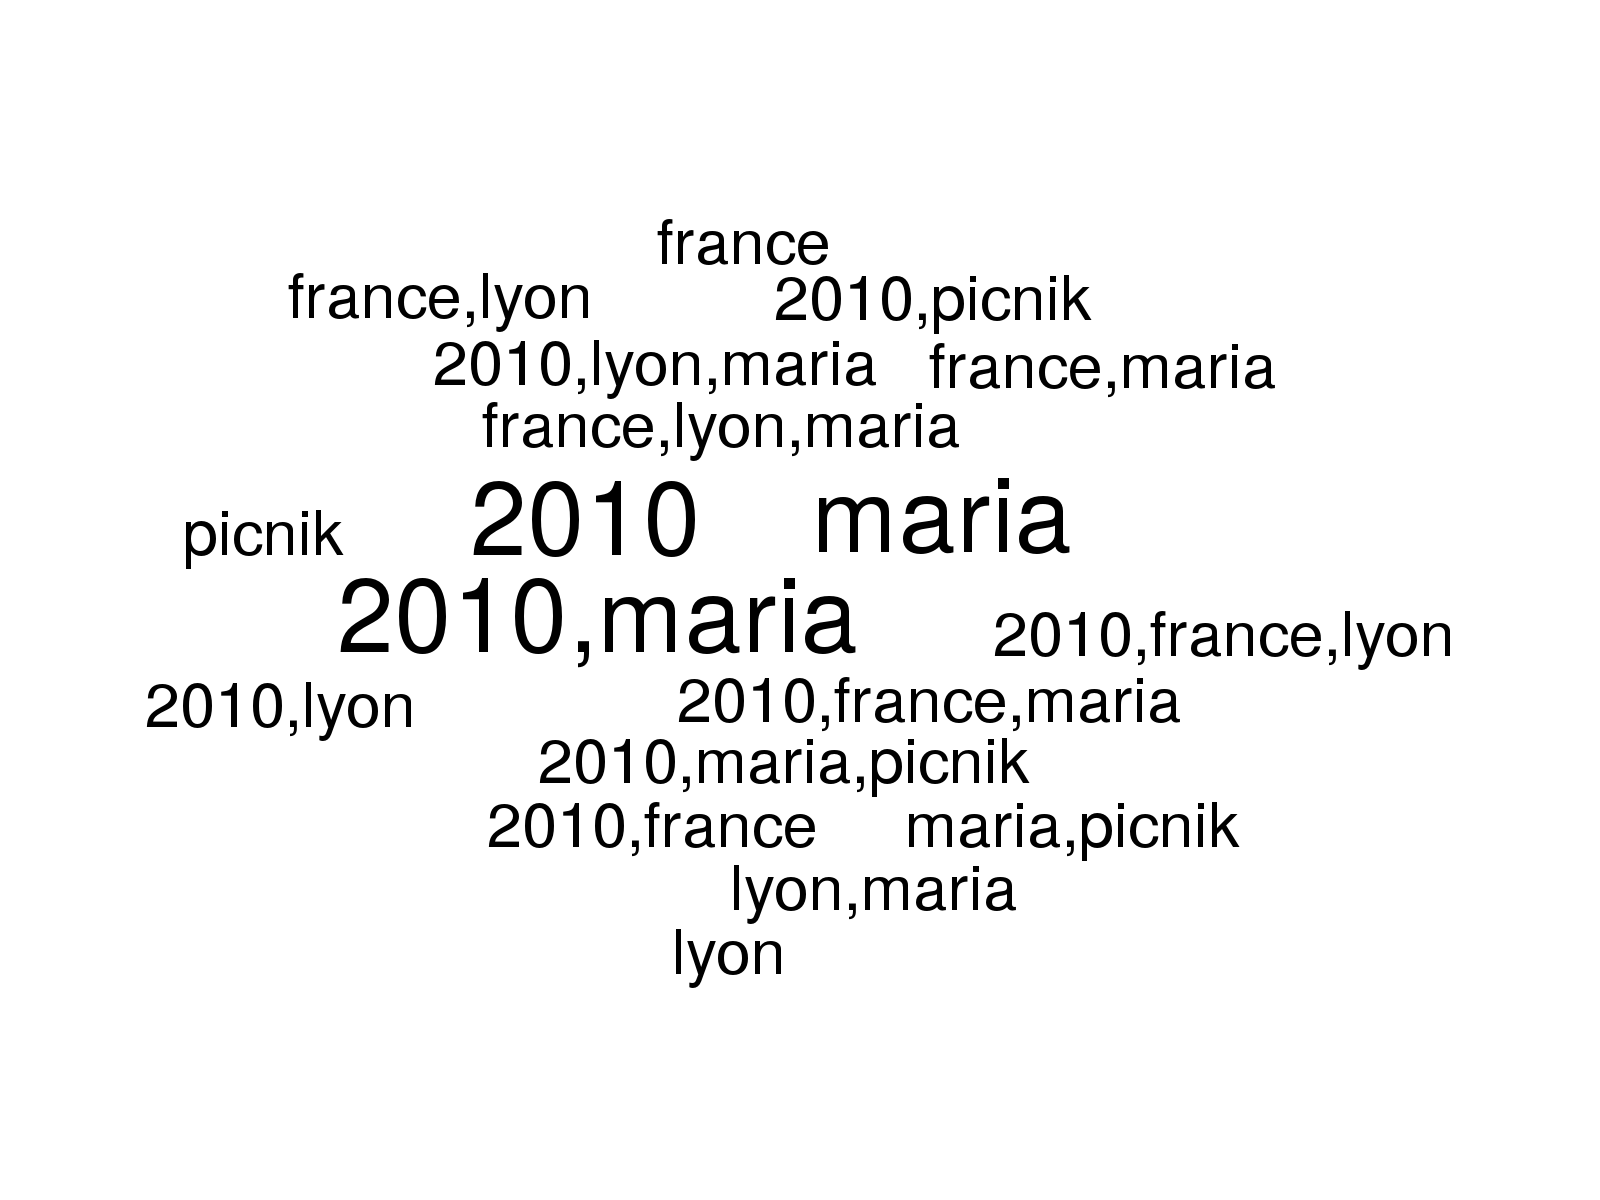 france
france,lyon 2010,picnik
2010,lyon,maria france,maria
france,lyon,maria
picnik 2010 maria
2010,maria 2010,france,lyon
2010,lyon 2010,france,maria
2010,maria,picnik
2010,france maria,picnik
lyon,maria
lyon